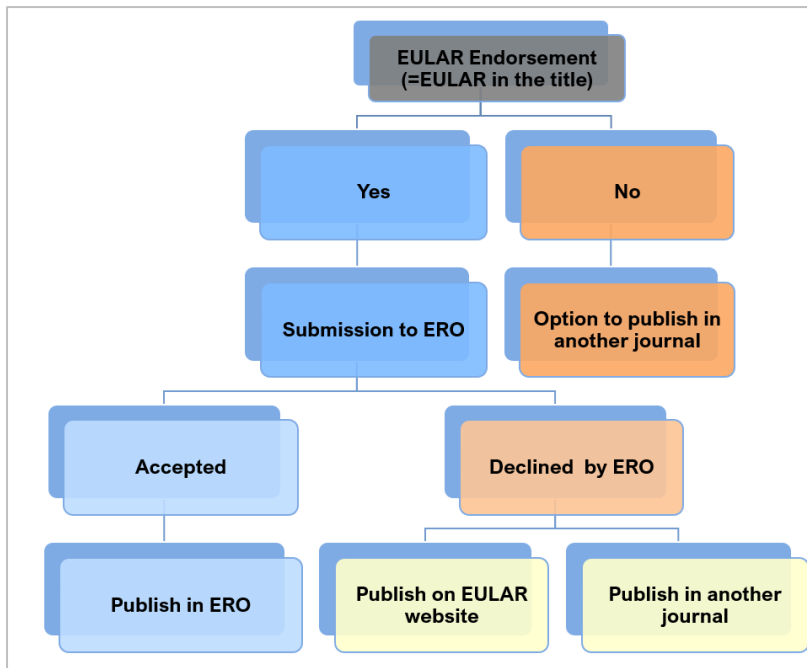 EULAR Endorsement
(=EULAR in the title)
Yes
No
Submission to ERO
Option to publish in
another journal
Accepted
Declined by ERO
Publish in ERO
Publish on EULAR
website
Publish in another
journal